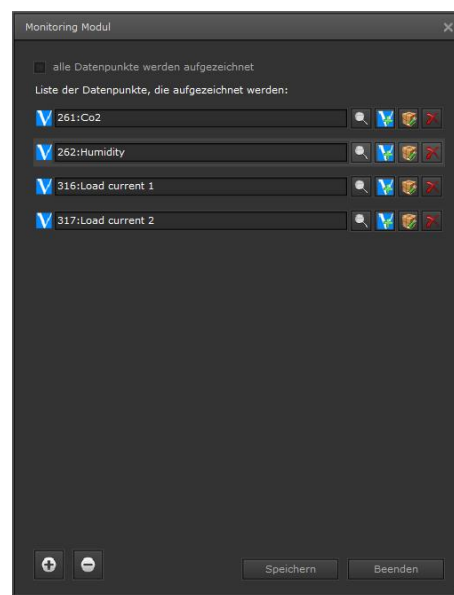 Monitoring Modul
alle Datenpunkte werden aufgezeichnet
Liste der Datenpunkte, die aufgezeichnet werden:
261:Co2
262:Humidity
316:Load current 1
317:Load current 2
Speichern Beenden